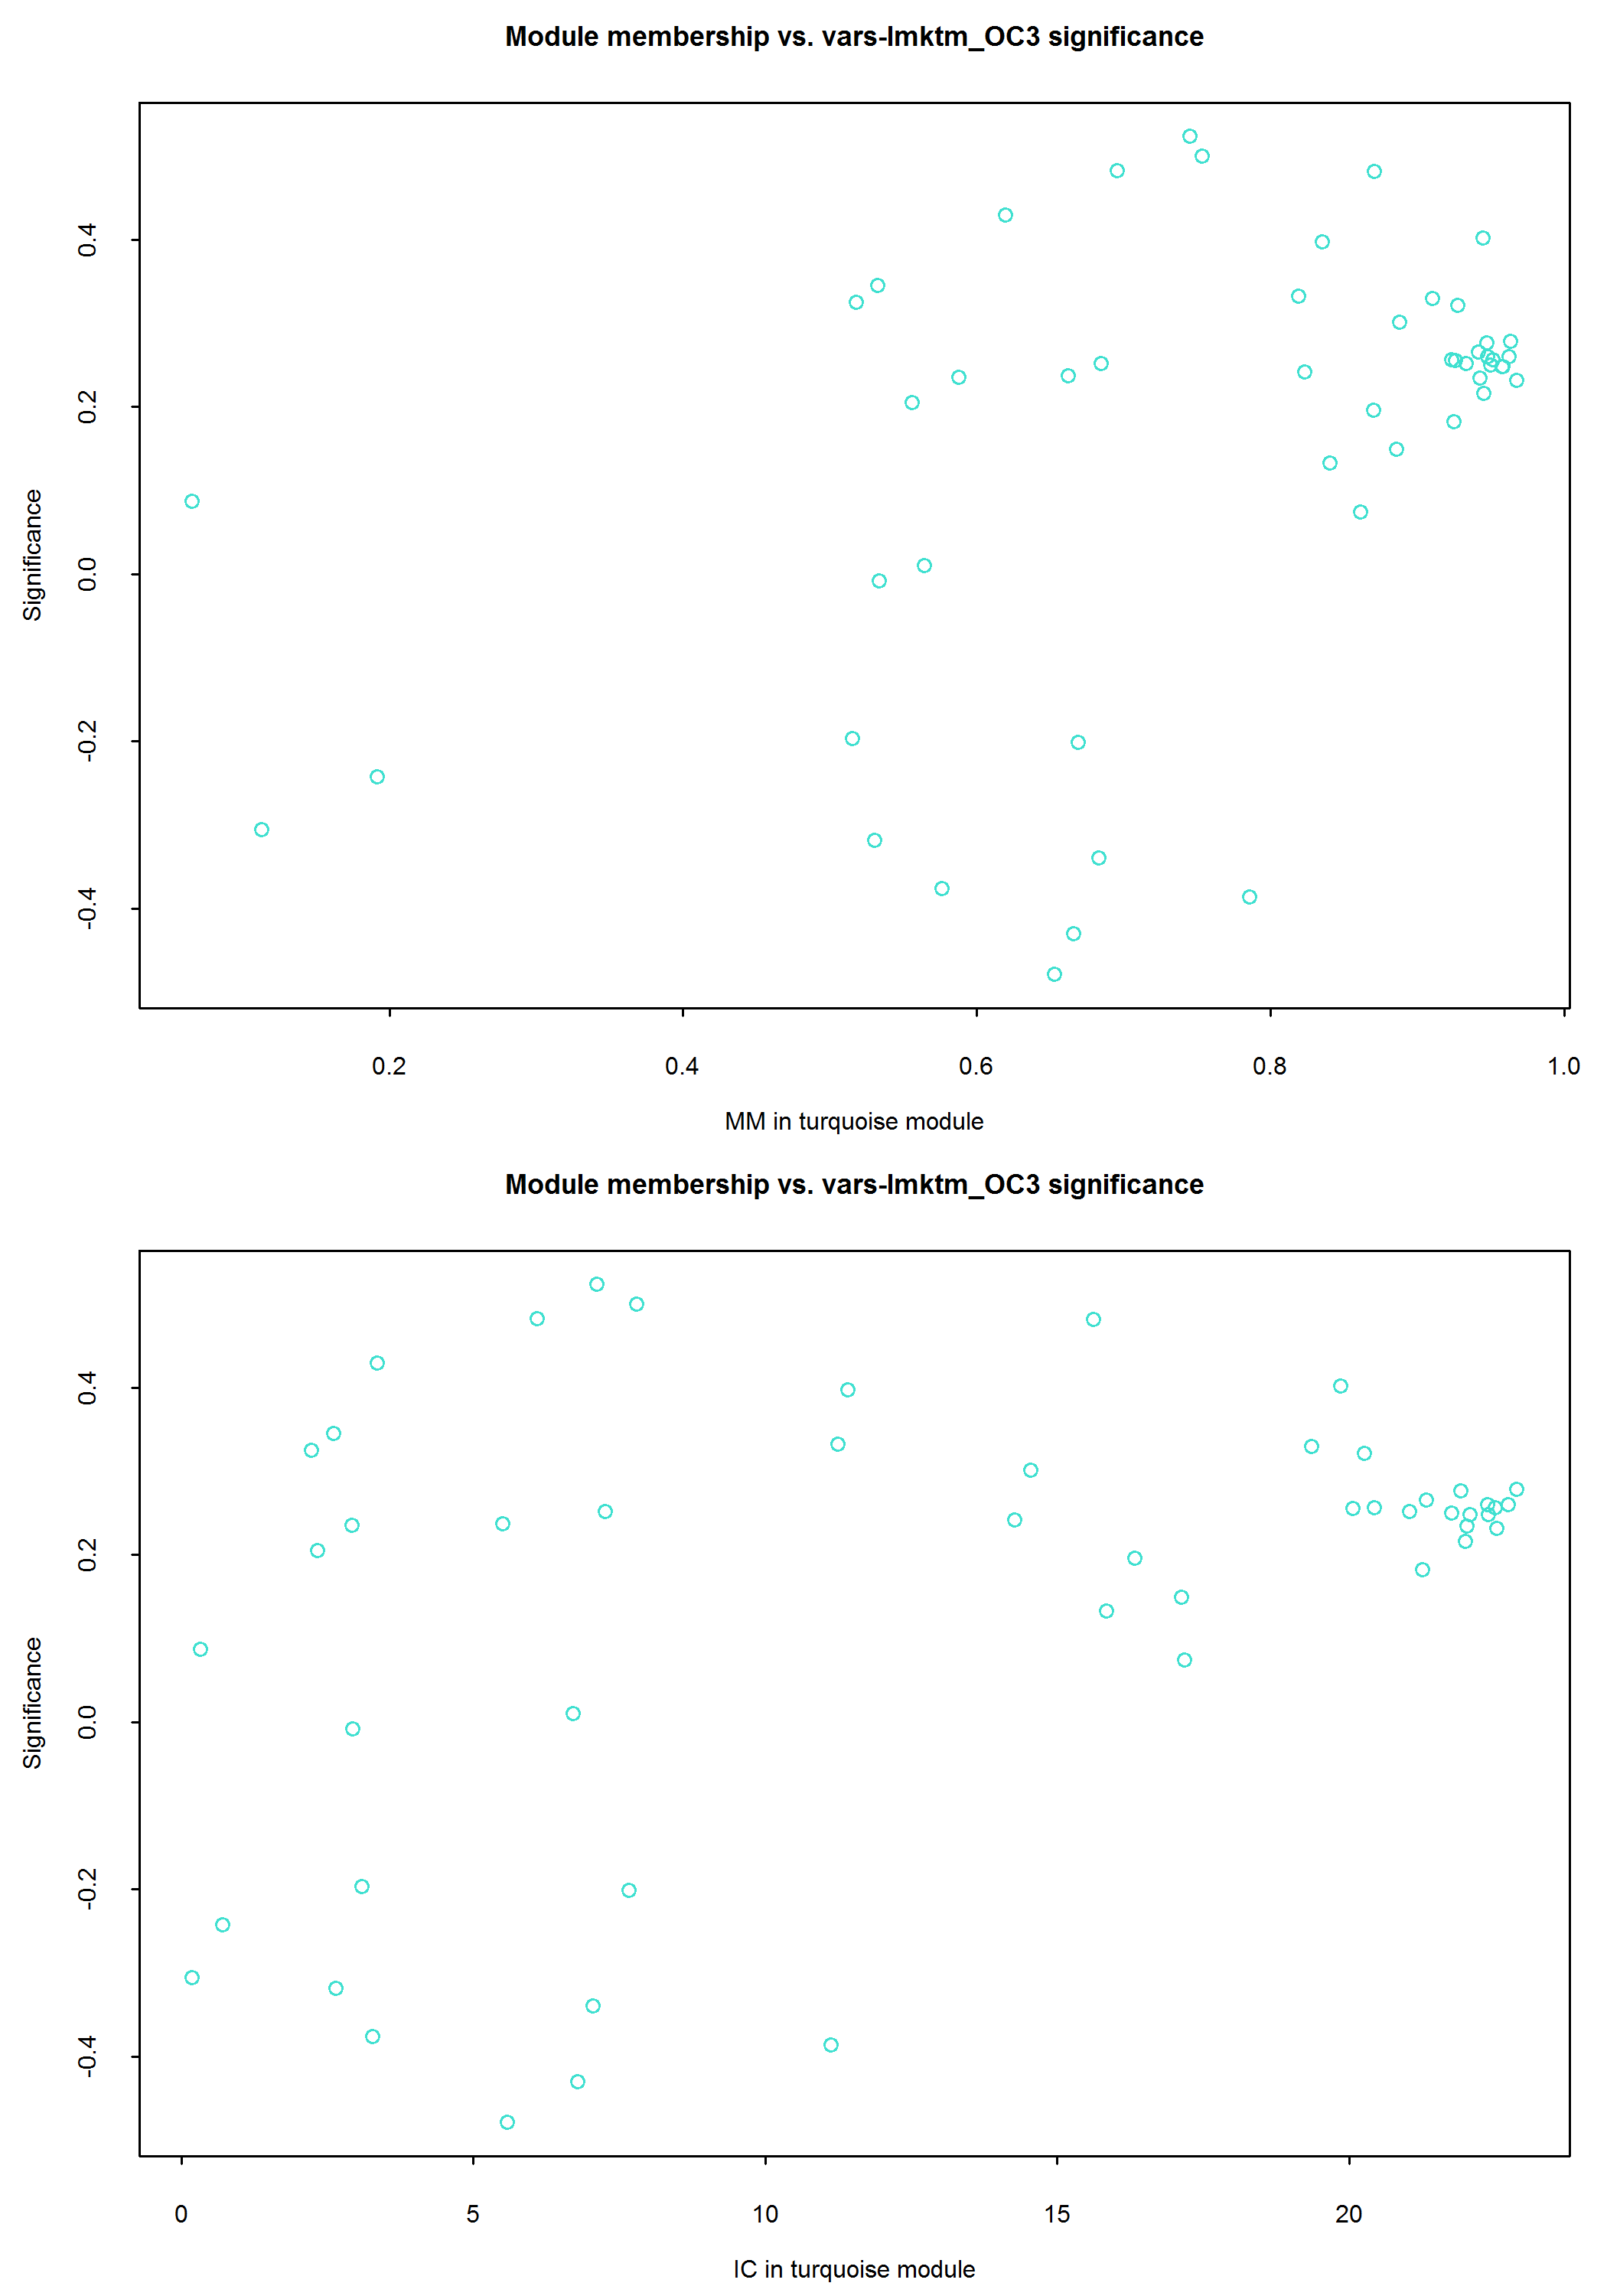 Module membership vs. vars-lmktm_OC3 significance
Significance
0.4
0.2
0.0
-0.2
-0.4
0.2 0.4 0.6 0.8 1.0
MM in turquoise module
Module membership vs. vars-lmktm_OC3 significance
Significance
0.4
0.2
0.0
-0.2
-0.4
0 5 10 15 20
IC in turquoise module